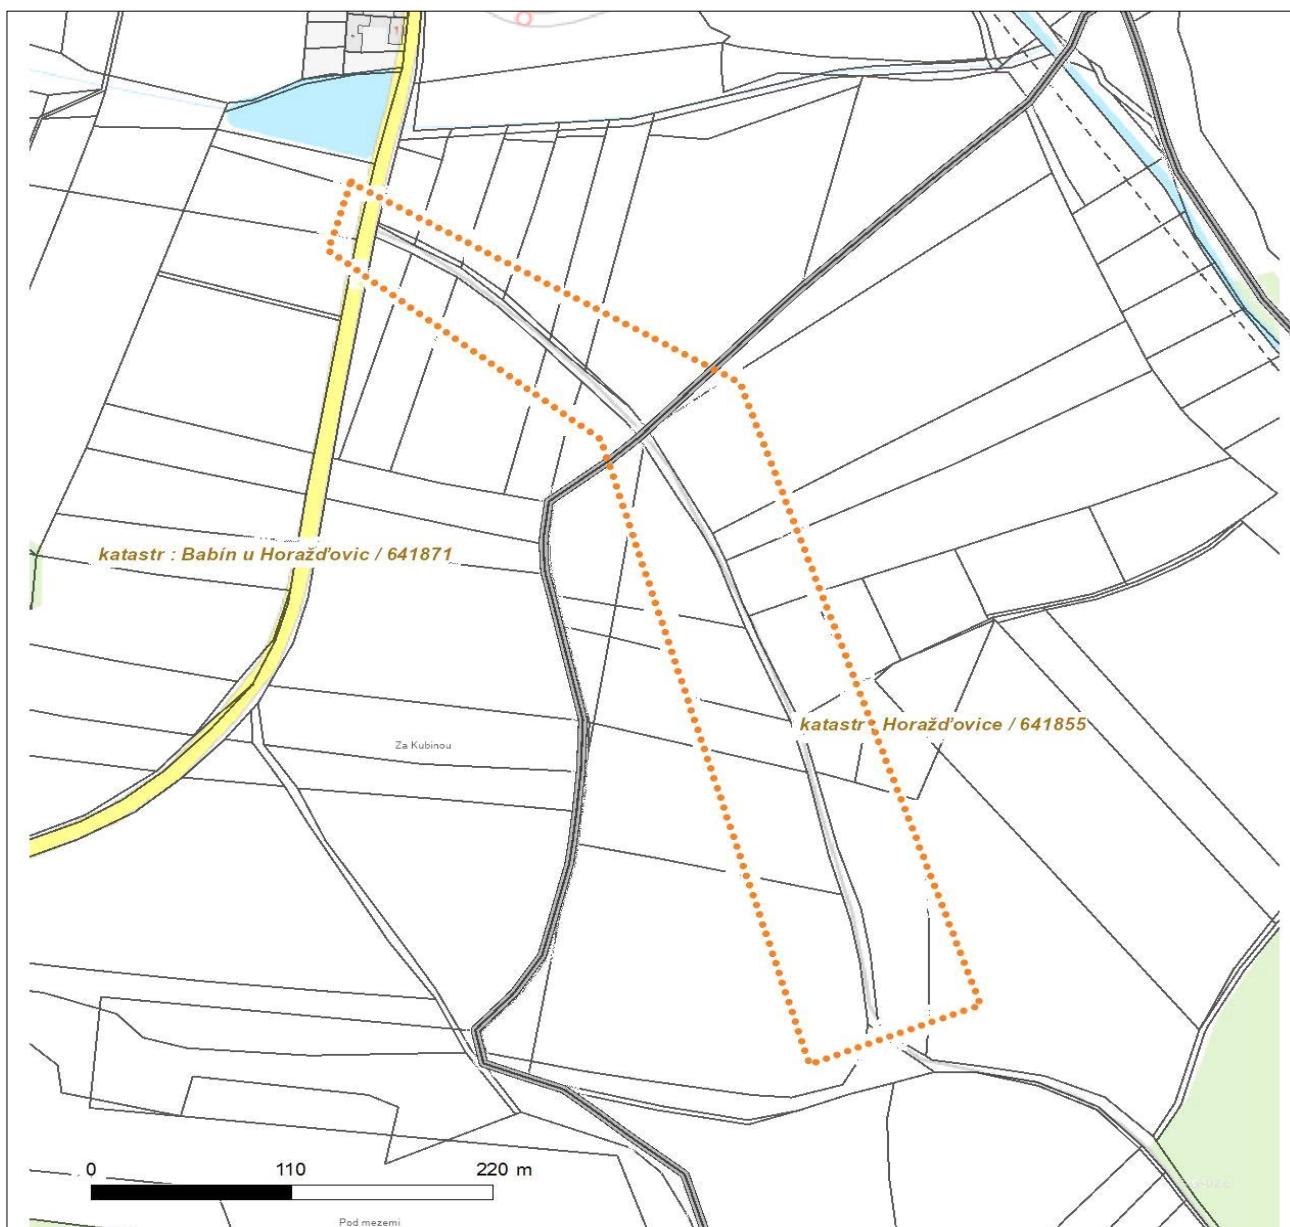 katastr : Babín u Horažďovic / 641871
katastr : Horažďovice / 641855
Za Kubinou
0 110 220 m
Pod mezemi